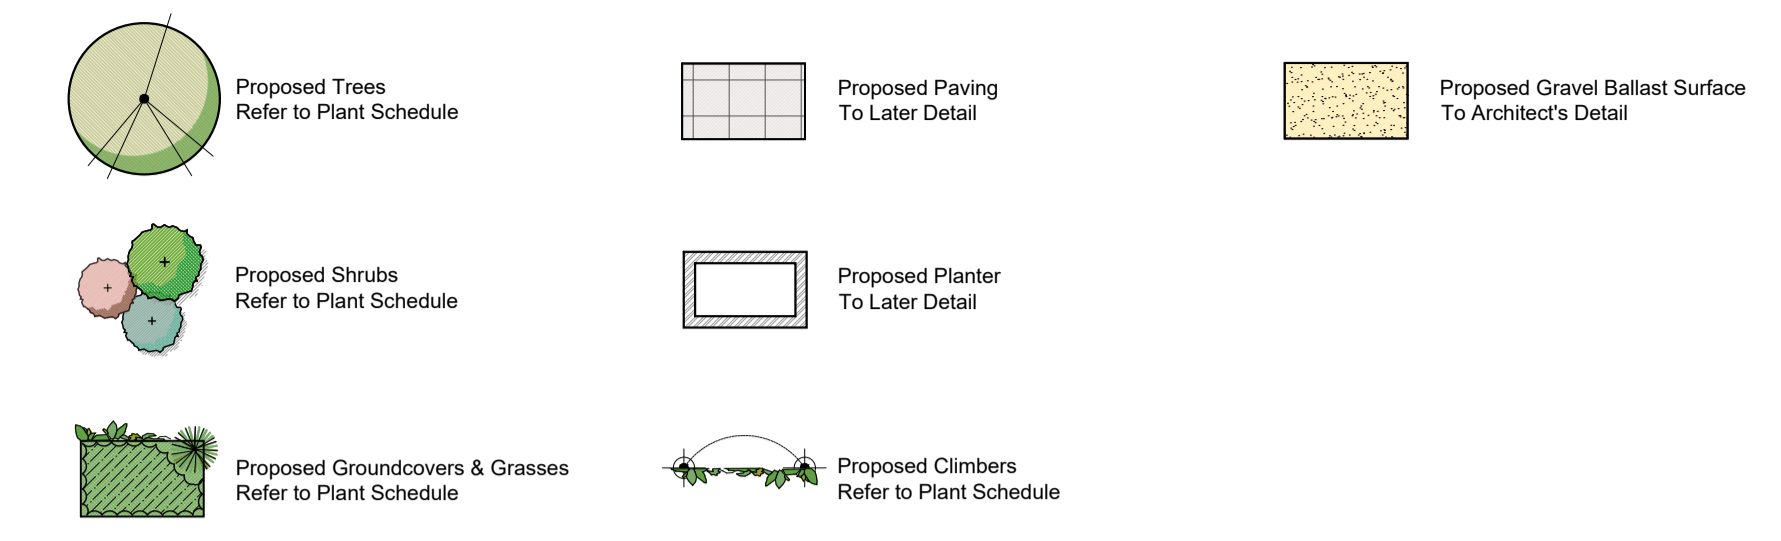 Proposed Trees
Refer to Plant Schedule
Proposed Shrubs
Refer to Plant Schedule
Proposed Groundcovers & Grasses
Refer to Plant Schedule
Proposed Paving
To Later Detail
Proposed Planter
To Later Detail
Proposed Climbers
Refer to Plant Schedule
Proposed Gravel Ballast Surface
To Architect's Detail